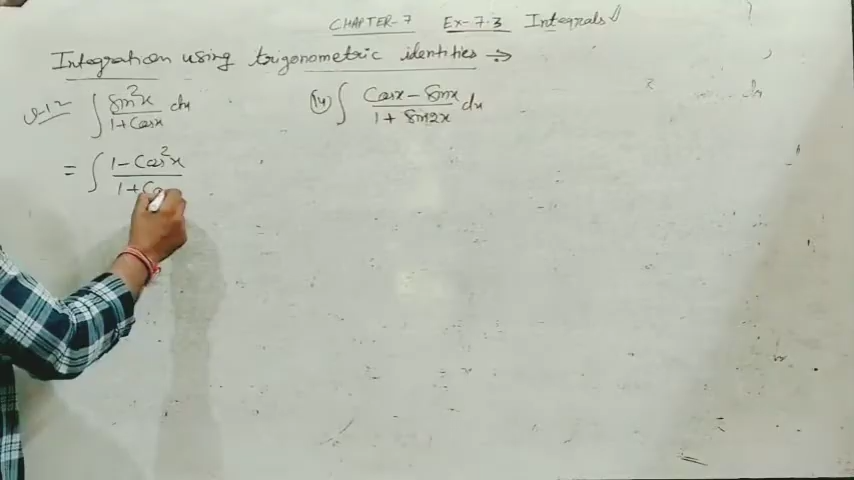 CHAPTER-7 Ex-7.3 Integrals
Integration using trigonometric identities →
Q.12 ∫ Sin²x / 1+Cosx dx
(14) ∫ Cosx - Sinx / 1 + Sin2x dx
= ∫ 1 - Cos²x / 1+Co